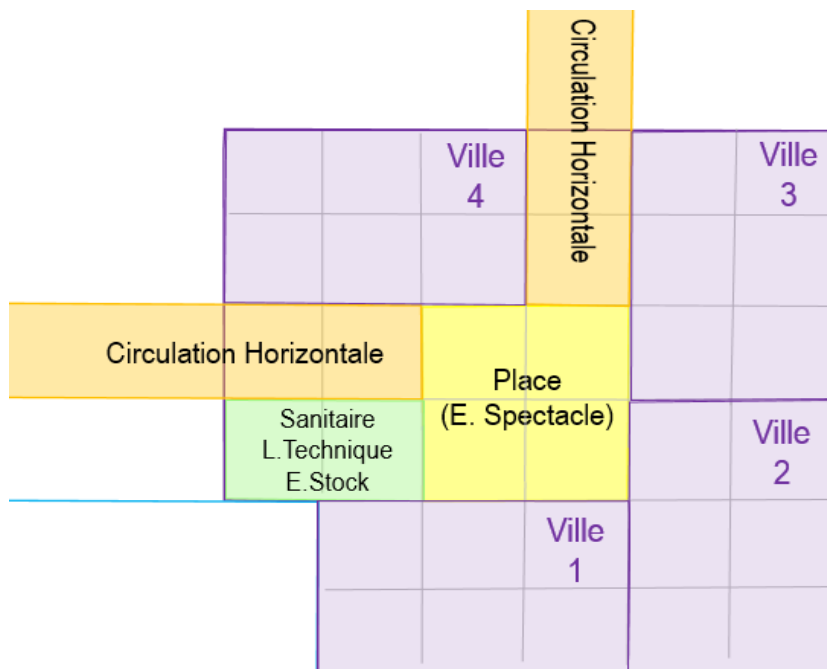 Circulation Horizontale
Ville
4
Ville
3
Circulation Horizontale
Place
(E. Spectacle)
Sanitaire
L.Technique
E.Stock
Ville
2
Ville
1